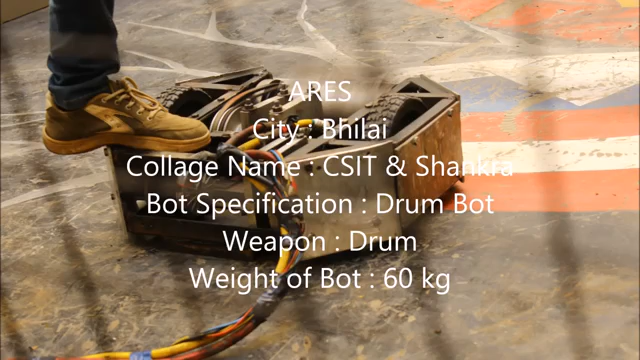 ARES
City : Bhilai
Collage Name : CSIT & Shankra
Bot Specification : Drum Bot
Weapon : Drum
Weight of Bot : 60 kg